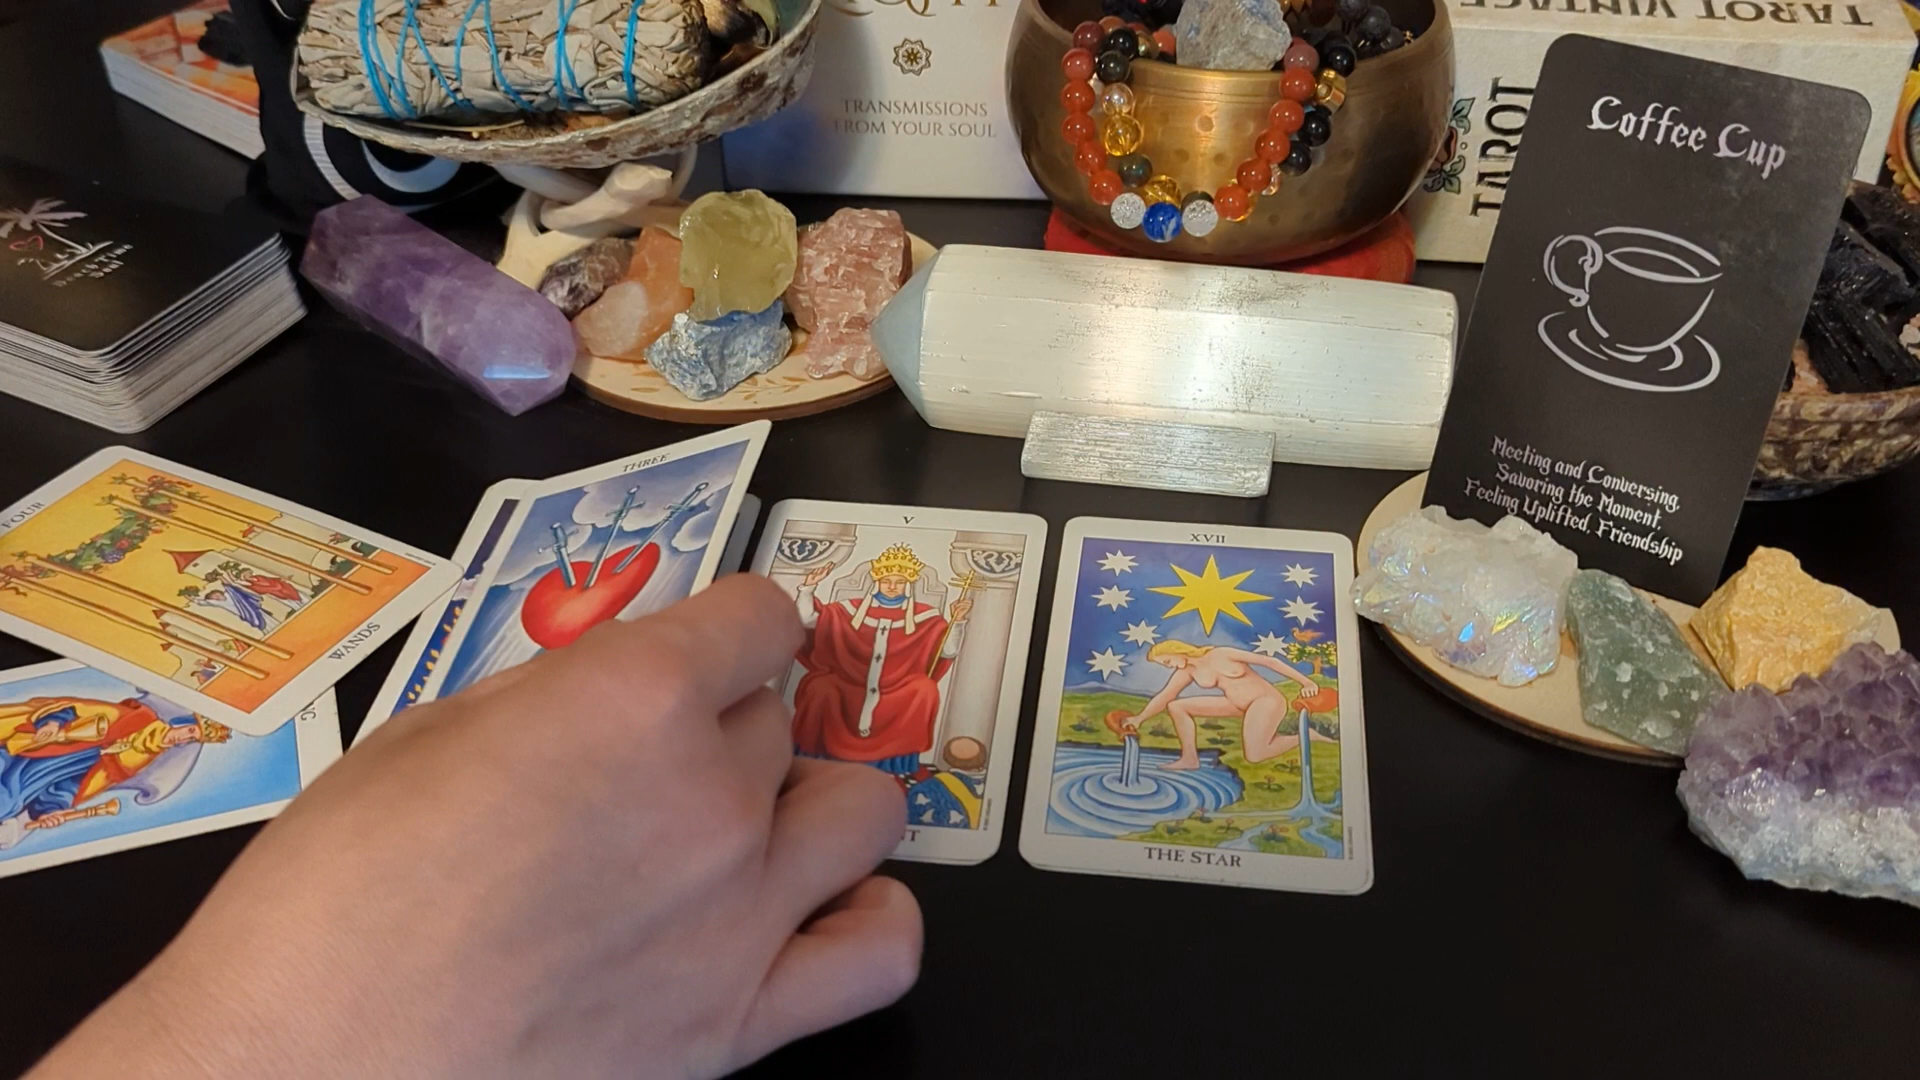 TRANSMISSIONS
FROM YOUR SOUL
TAROT VINTAGE
TAROT
Coffee Cup
Meeting and Conversing,
Savoring the Moment,
Feeling Uplifted, Friendship
FOUR
WANDS
THREE
V
XVII
THE STAR